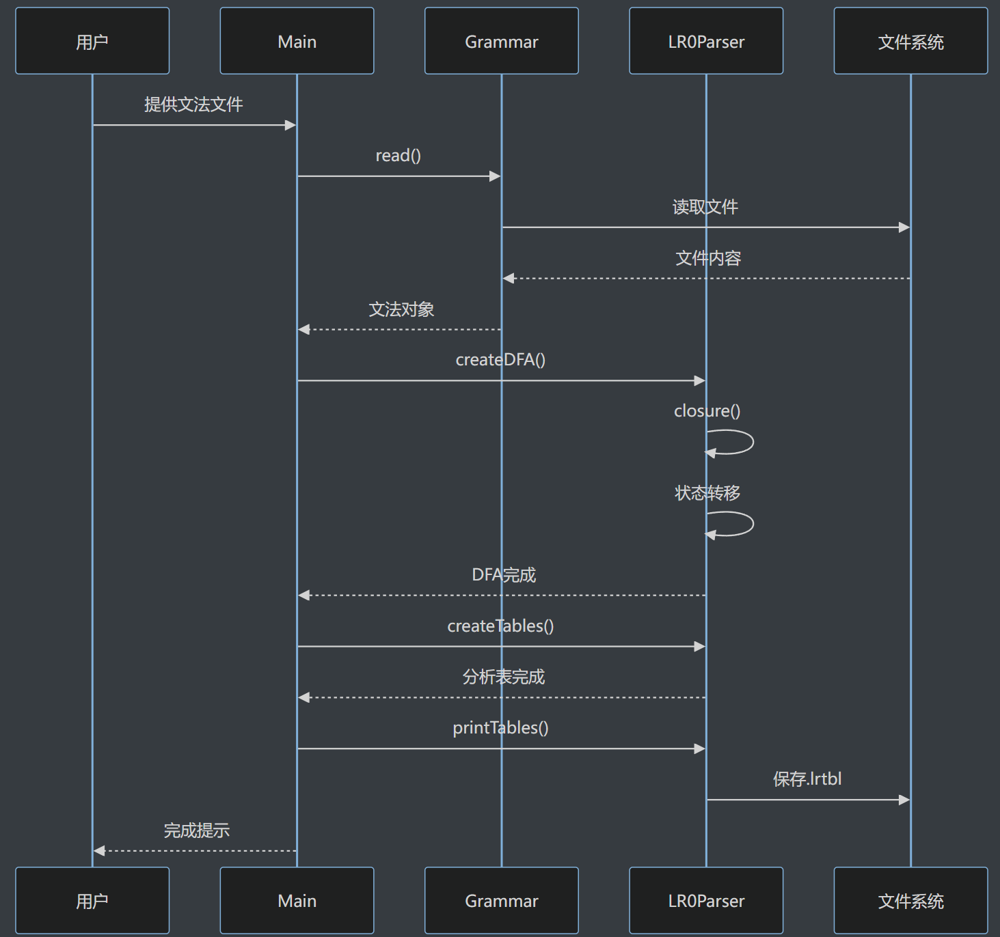 用户
Main
Grammar
LR0Parser
文件系统
提供文法文件
read()
读取文件
文件内容
文法对象
createDFA()
closure()
状态转移
DFA完成
createTables()
分析表完成
printTables()
保存.lrtbl
完成提示
用户
Main
Grammar
LR0Parser
文件系统